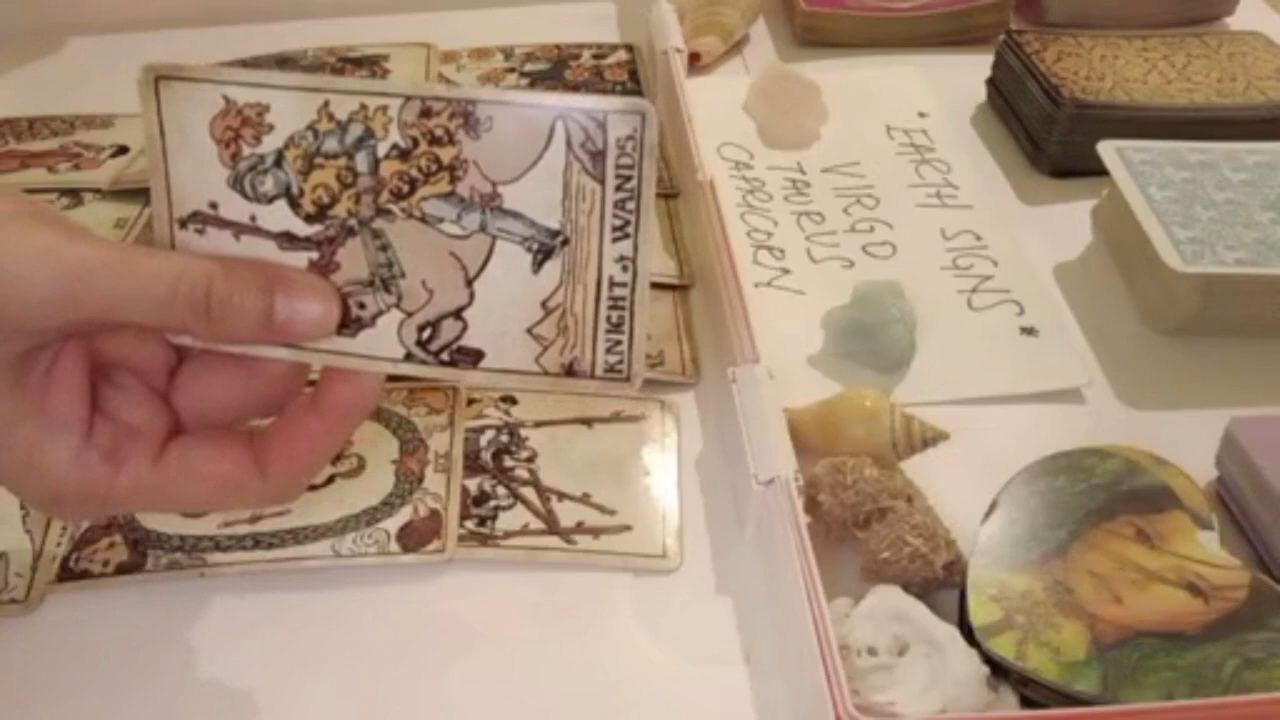 KNIGHT of WANDS.
*EARTH SIGNS*
VIRGO
TAURUS
CAPRICORN